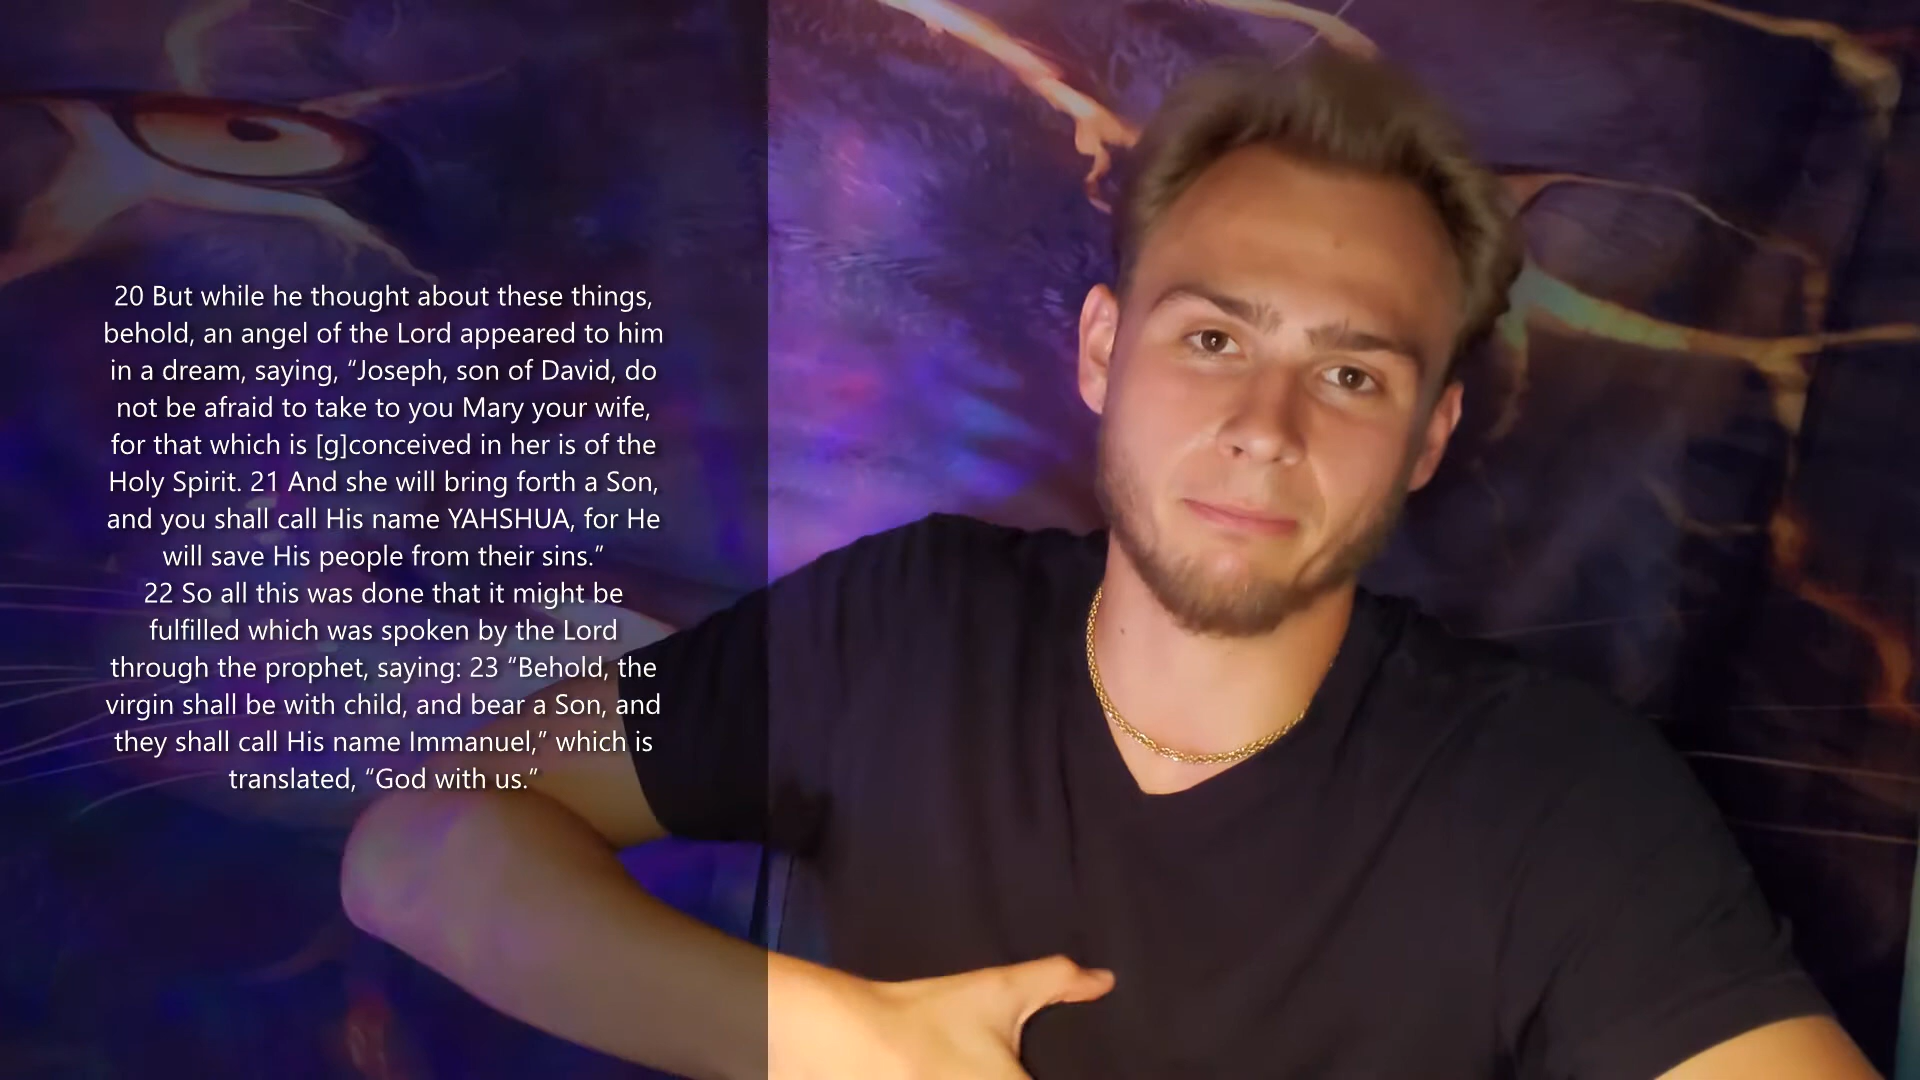 20 But while he thought about these things,
behold, an angel of the Lord appeared to him
in a dream, saying, “Joseph, son of David, do
not be afraid to take to you Mary your wife,
for that which is [g]conceived in her is of the
Holy Spirit. 21 And she will bring forth a Son,
and you shall call His name YAHSHUA, for He
will save His people from their sins.”
22 So all this was done that it might be
fulfilled which was spoken by the Lord
through the prophet, saying: 23 “Behold, the
virgin shall be with child, and bear a Son, and
they shall call His name Immanuel,” which is
translated, “God with us.”